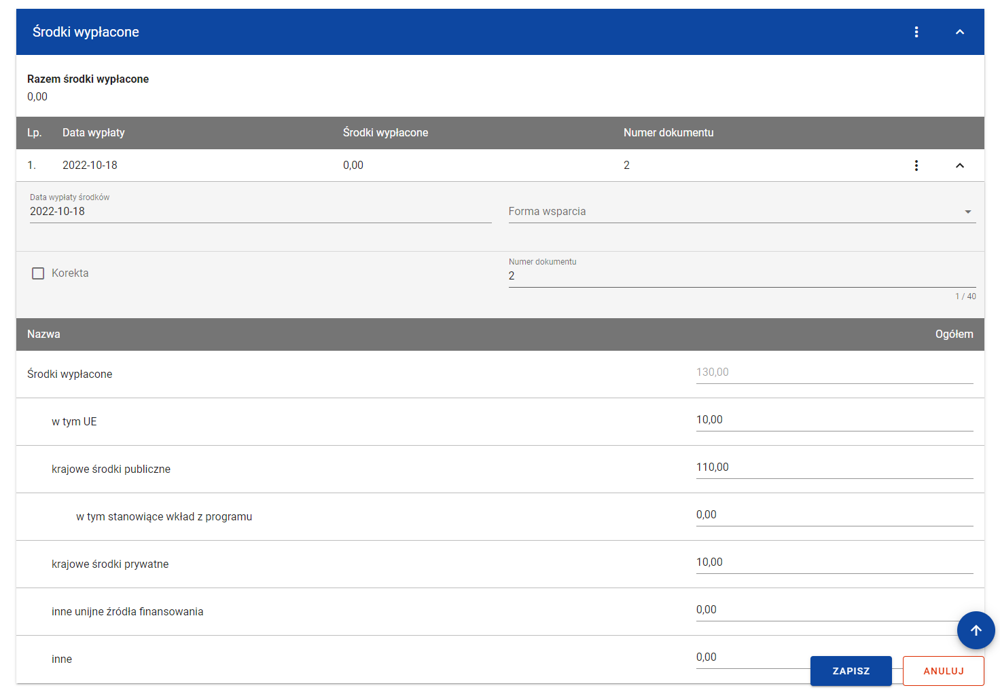 Środki wypłacone
Razem środki wypłacone
0,00
Lp. Data wypłaty Środki wypłacone Numer dokumentu
1. 2022-10-18 0,00 2
Data wypłaty środków
2022-10-18 Forma wsparcia
Numer dokumentu
Korekta 2
1 / 40
Nazwa Ogółem
Środki wypłacone 130,00
w tym UE 10,00
krajowe środki publiczne 110,00
w tym stanowiące wkład z programu 0,00
krajowe środki prywatne 10,00
inne unijne źródła finansowania 0,00
inne 0,00
ZAPISZ ANULUJ